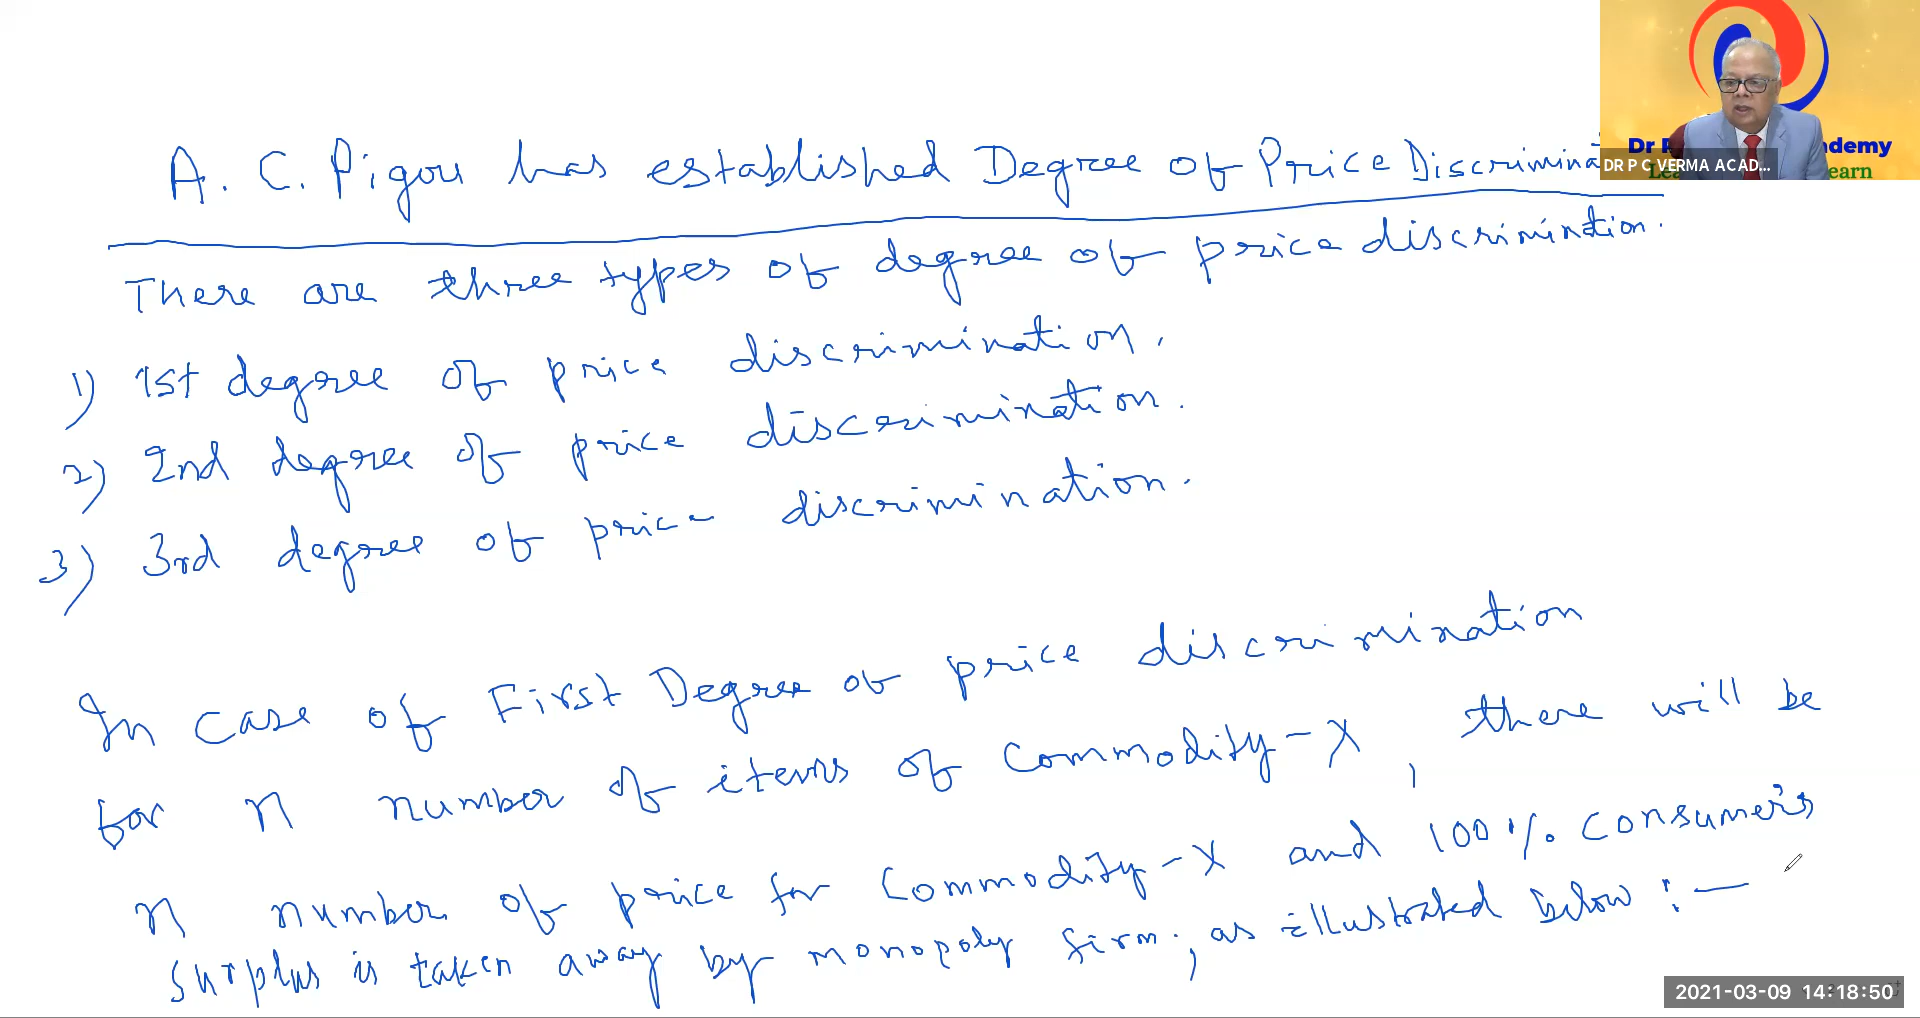 A. C. Pigou has established Degree of Price Discrimina
There are three types of degree of price discrimination.
1) 1st degree of price discrimination.
2) 2nd degree of price discrimination.
3) 3rd degree of price discrimination.
In case of First Degree of price discrimination
for n number of items of Commodity-X, there will be
n number of price for Commodity-X and 100% consumer's
surplus is taken away by monopoly firm, as illustrated below:—
Dr P
ademy
DR P C VERMA ACAD...
Le
earn
2021-03-09 14:18:50